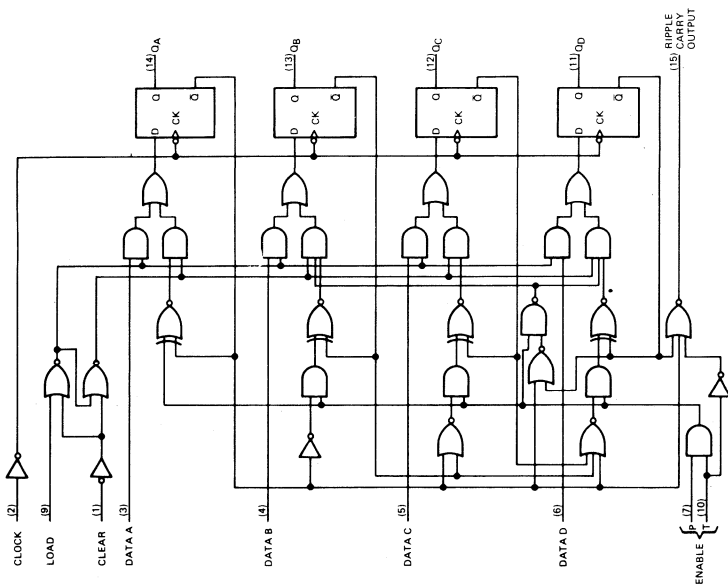 CLOCK (2)
LOAD (9)
CLEAR (1)
DATA A (3)
DATA B (4)
DATA C (5)
DATA D (6)
ENABLE
P (7)
T (10)
D
Q
CK
Q̅
(14) QA
D
Q
CK
Q̅
(13) QB
D
Q
CK
Q̅
(12) QC
D
Q
CK
Q̅
(11) QD
(15) RIPPLE
CARRY
OUTPUT